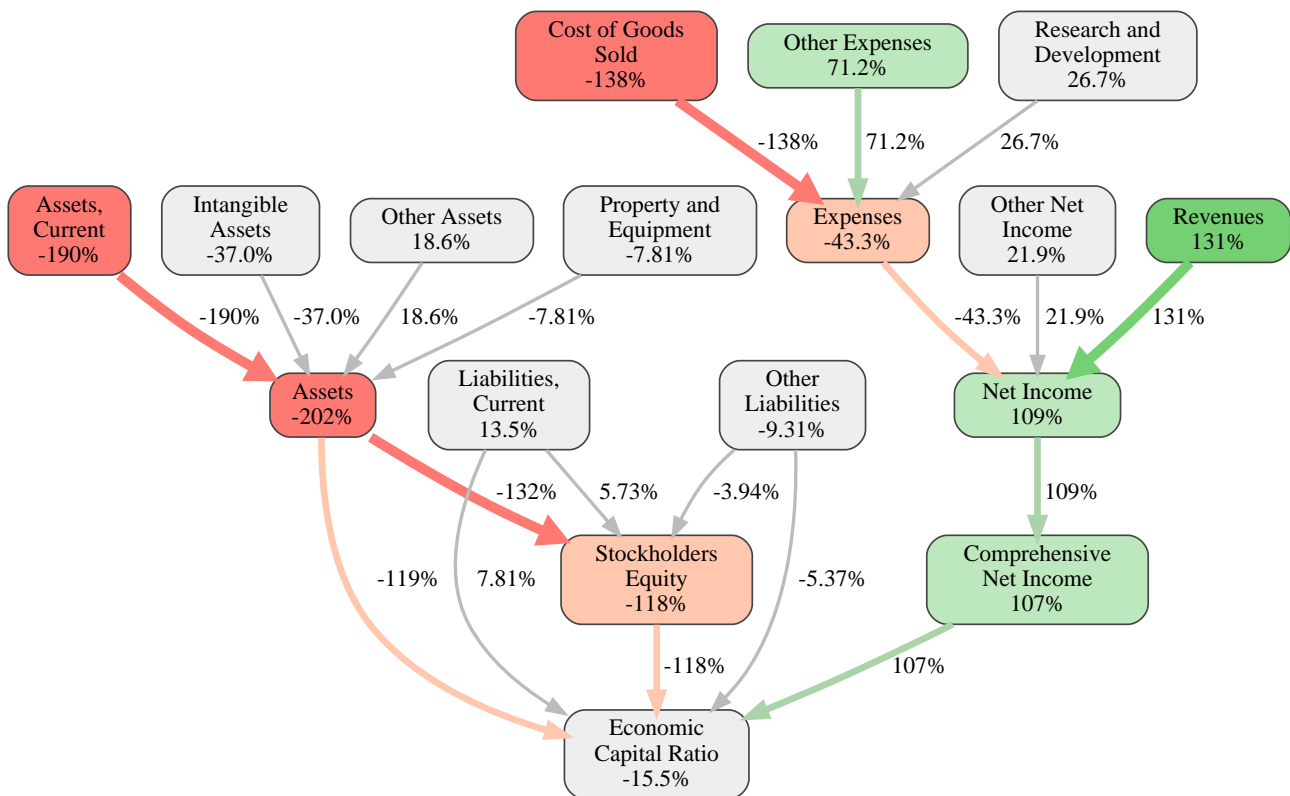 Cost of Goods
Sold
-138%
Other Expenses
71.2%
Research and
Development
26.7%
-138%
71.2%
26.7%
Assets,
Current
-190%
Intangible
Assets
-37.0%
Other Assets
18.6%
Property and
Equipment
-7.81%
Expenses
-43.3%
Other Net
Income
21.9%
Revenues
131%
-190%
-37.0%
18.6%
-7.81%
-43.3%
21.9%
131%
Assets
-202%
Liabilities,
Current
13.5%
Other
Liabilities
-9.31%
Net Income
109%
-132%
5.73%
-3.94%
109%
-119%
7.81%
Stockholders
Equity
-118%
-5.37%
Comprehensive
Net Income
107%
-118%
107%
Economic
Capital Ratio
-15.5%